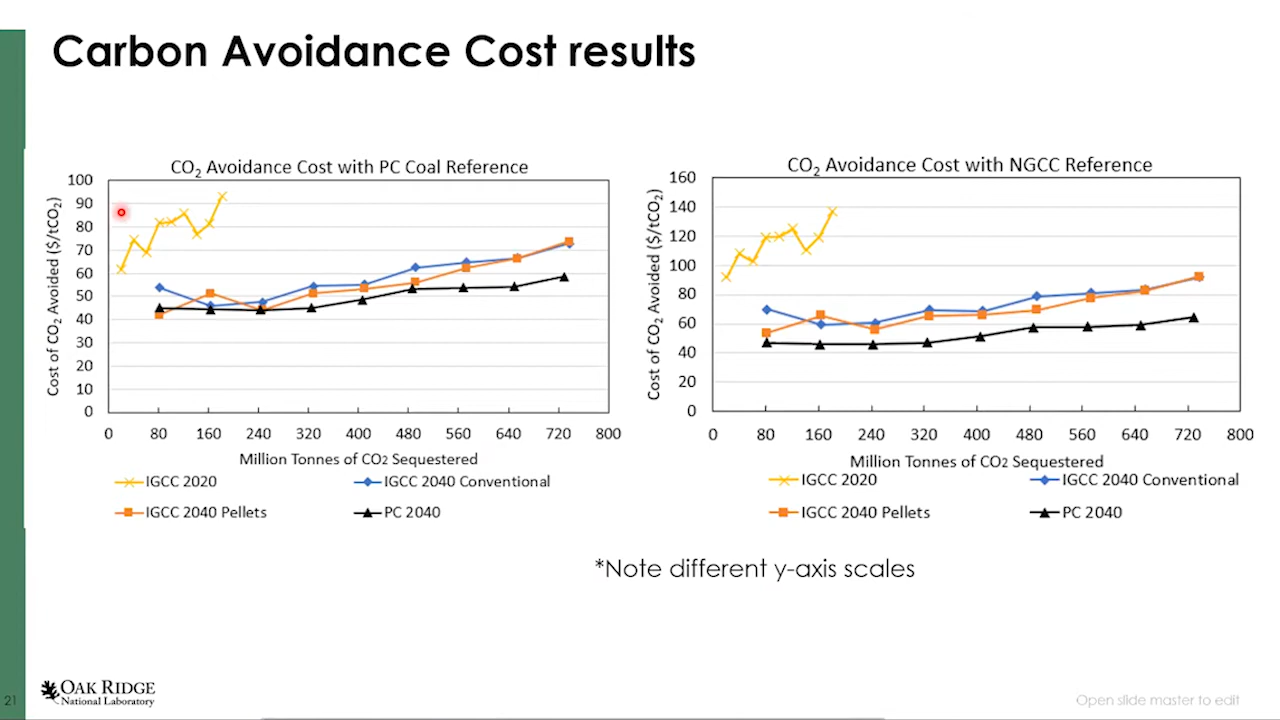 Carbon Avoidance Cost results
CO2 Avoidance Cost with PC Coal Reference
Cost of CO2 Avoided ($/tCO2)
100
90
80
70
60
50
40
30
20
10
0
0 80 160 240 320 400 480 560 640 720 800
Million Tonnes of CO2 Sequestered
IGCC 2020 IGCC 2040 Conventional
IGCC 2040 Pellets PC 2040
CO2 Avoidance Cost with NGCC Reference
Cost of CO2 Avoided ($/tCO2)
160
140
120
100
80
60
40
20
0
0 80 160 240 320 400 480 560 640 720 800
Million Tonnes of CO2 Sequestered
IGCC 2020 IGCC 2040 Conventional
IGCC 2040 Pellets PC 2040
*Note different y-axis scales
21
OAK RIDGE
National Laboratory
Open slide master to edit